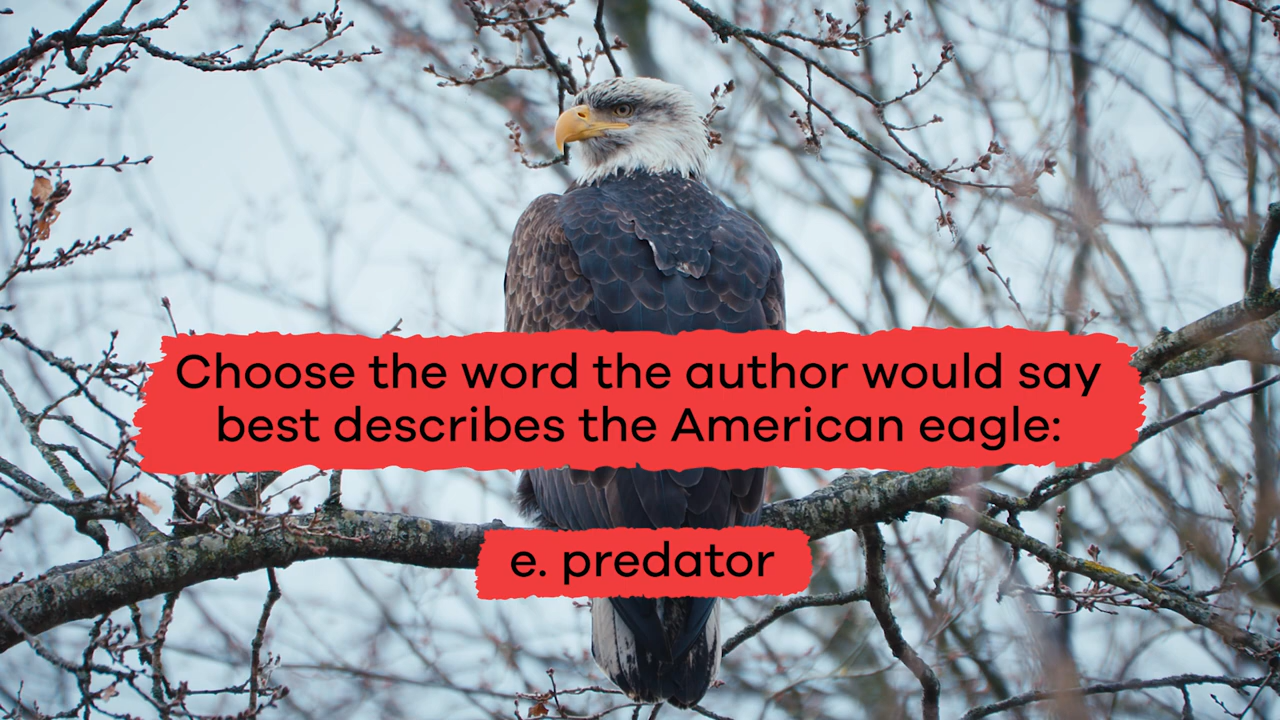 Choose the word the author would say
best describes the American eagle:
e. predator